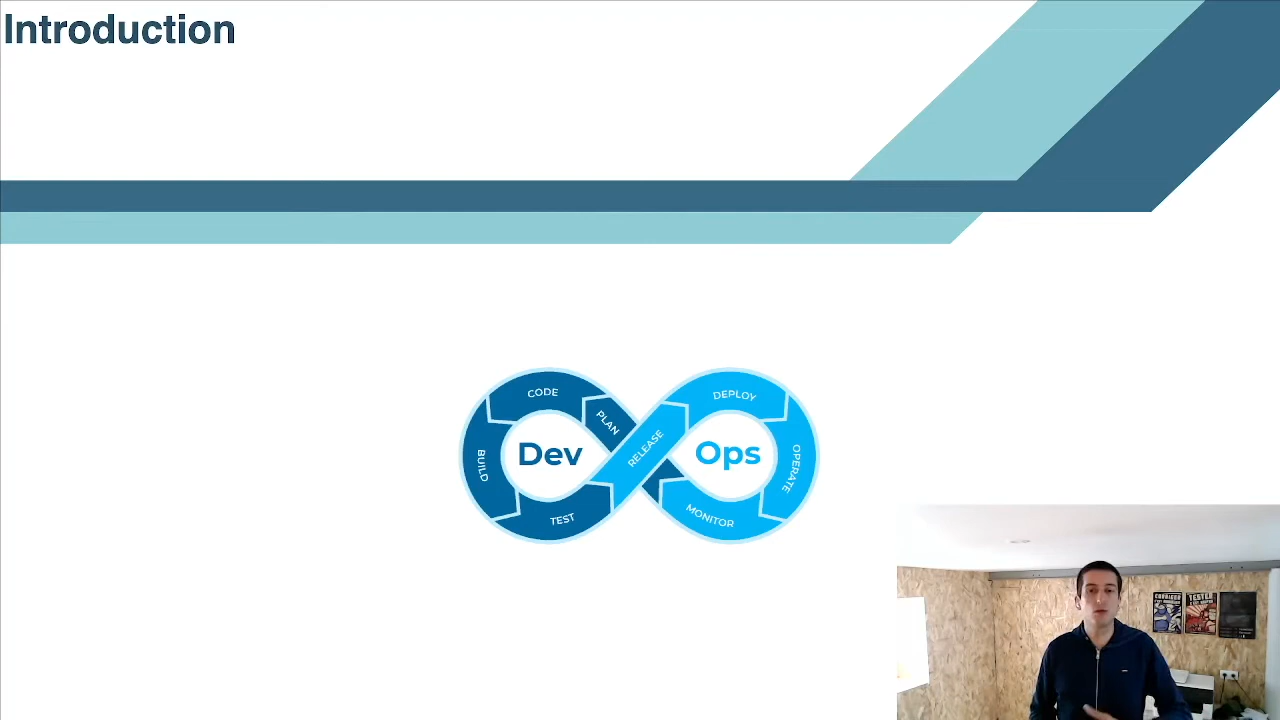 Introduction
CODE
PLAN
BUILD
Dev
TEST
RELEASE
DEPLOY
Ops
OPERATE
MONITOR